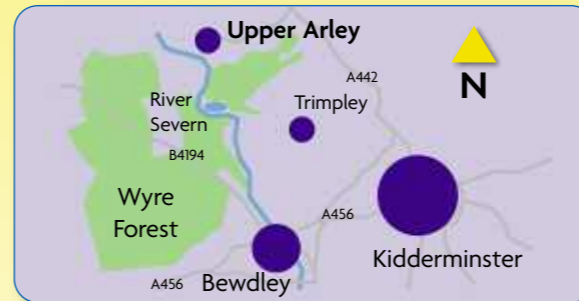 Upper Arley
A442
N
River
Severn
Trimpley
B4194
Wyre
Forest
A456
Kidderminster
A456
Bewdley